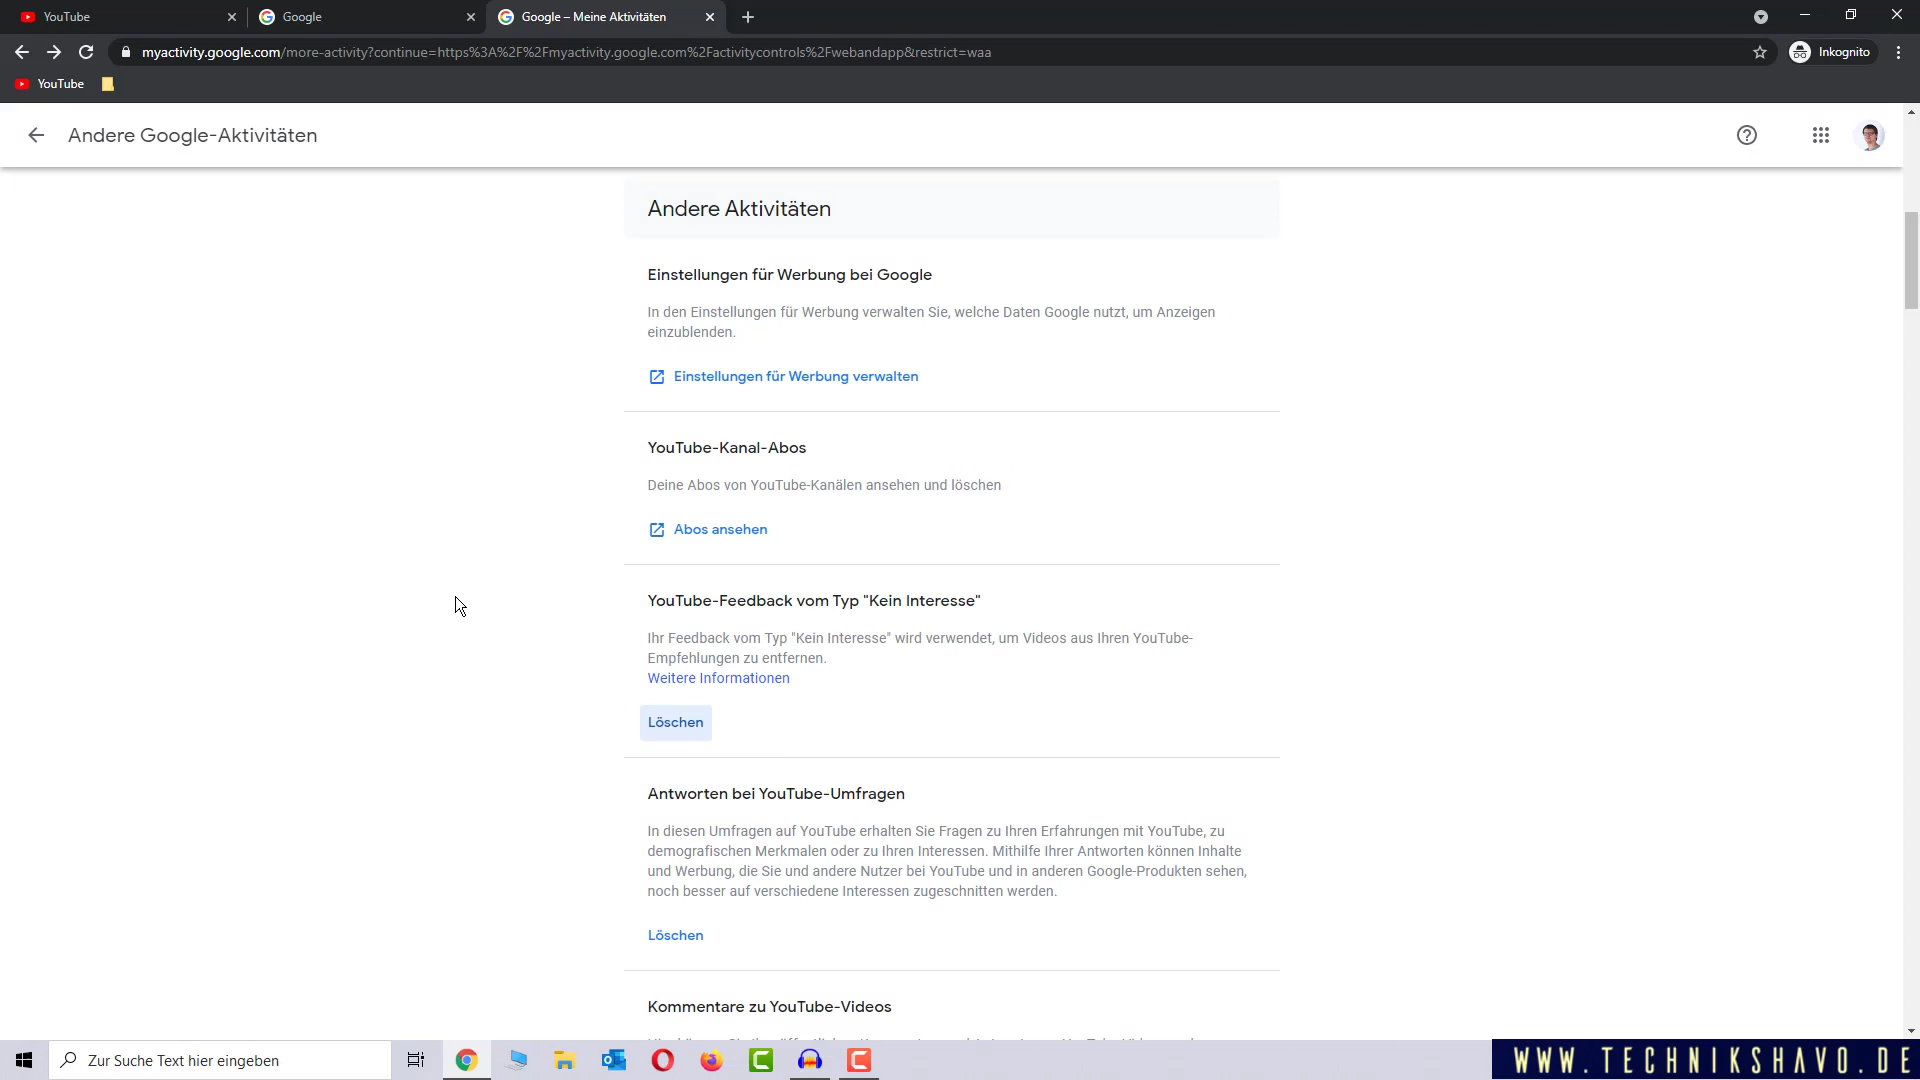 YouTube
Google
Google – Meine Aktivitäten
myactivity.google.com/more-activity?continue=https%3A%2F%2Fmyactivity.google.com%2Factivitycontrols%2Fwebandapp&restrict=waa
Inkognito
YouTube
Andere Google-Aktivitäten
Andere Aktivitäten
Einstellungen für Werbung bei Google
In den Einstellungen für Werbung verwalten Sie, welche Daten Google nutzt, um Anzeigen
einzublenden.
Einstellungen für Werbung verwalten
YouTube-Kanal-Abos
Deine Abos von YouTube-Kanälen ansehen und löschen
Abos ansehen
YouTube-Feedback vom Typ "Kein Interesse"
Ihr Feedback vom Typ "Kein Interesse" wird verwendet, um Videos aus Ihren YouTube-
Empfehlungen zu entfernen.
Weitere Informationen
Löschen
Antworten bei YouTube-Umfragen
In diesen Umfragen auf YouTube erhalten Sie Fragen zu Ihren Erfahrungen mit YouTube, zu
demografischen Merkmalen oder zu Ihren Interessen. Mithilfe Ihrer Antworten können Inhalte
und Werbung, die Sie und andere Nutzer bei YouTube und in anderen Google-Produkten sehen,
noch besser auf verschiedene Interessen zugeschnitten werden.
Löschen
Kommentare zu YouTube-Videos
Zur Suche Text hier eingeben
WWW.TECHNIKSHAVO.DE